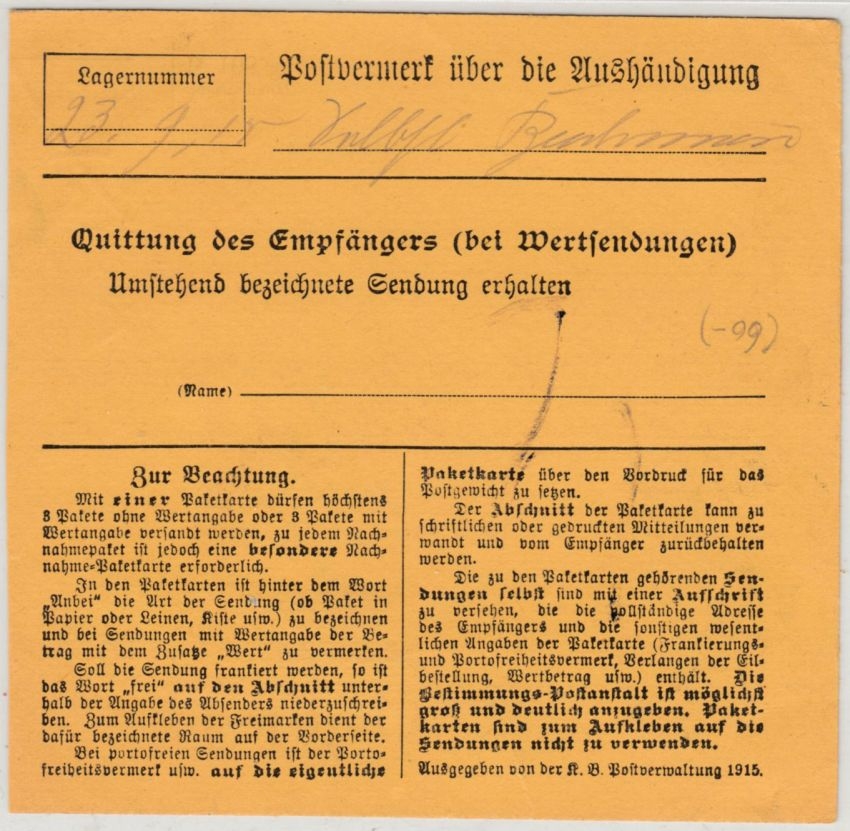 Lagernummer
Postvermerk über die Aushändigung
23. 9. 15
Quittung des Empfängers (bei Wertsendungen)
Umstehend bezeichnete Sendung erhalten
(-99)
(Name)
Zur Beachtung.
Mit einer Paketkarte dürfen höchstens
3 Pakete ohne Wertangabe oder 3 Pakete mit
Wertangabe versandt werden, zu jedem Nach-
nahmepaket ist jedoch eine besondere Nach-
nahme-Paketkarte erforderlich.
In den Paketkarten ist hinter dem Wort
„Anbei“ die Art der Sendung (ob Paket in
Papier oder Leinen, Kiste usw.) zu bezeichnen
und bei Sendungen mit Wertangabe der Be-
trag mit dem Zusatze „Wert“ zu vermerken.
Soll die Sendung frankiert werden, so ist
das Wort „frei“ auf den Abschnitt unter-
halb der Angabe des Absenders niederzuschrei-
ben. Zum Aufkleben der Freimarken dient der
dafür bezeichnete Raum auf der Vorderseite.
Bei portofreien Sendungen ist der Porto-
freiheitsvermerk usw. auf die eigentliche
Paketkarte über den Vordruck für das
Postgewicht zu setzen.
Der Abschnitt der Paketkarte kann zu
schriftlichen oder gedruckten Mitteilungen ver-
wandt und vom Empfänger zurückbehalten
werden.
Die zu den Paketkarten gehörenden Sen-
dungen selbst sind mit einer Aufschrift
zu versehen, die die vollständige Adresse
des Empfängers und die sonstigen wesent-
lichen Angaben der Paketkarte (Frankierungs-
und Portofreiheitsvermerk, Verlangen der Eil-
bestellung, Wertbetrag usw.) enthält. Die
Bestimmungs-Postanstalt ist möglichst
groß und deutlich anzugeben. Paket-
karten sind zum Aufkleben auf die
Sendungen nicht zu verwenden.
Ausgegeben von der K. B. Postverwaltung 1915.